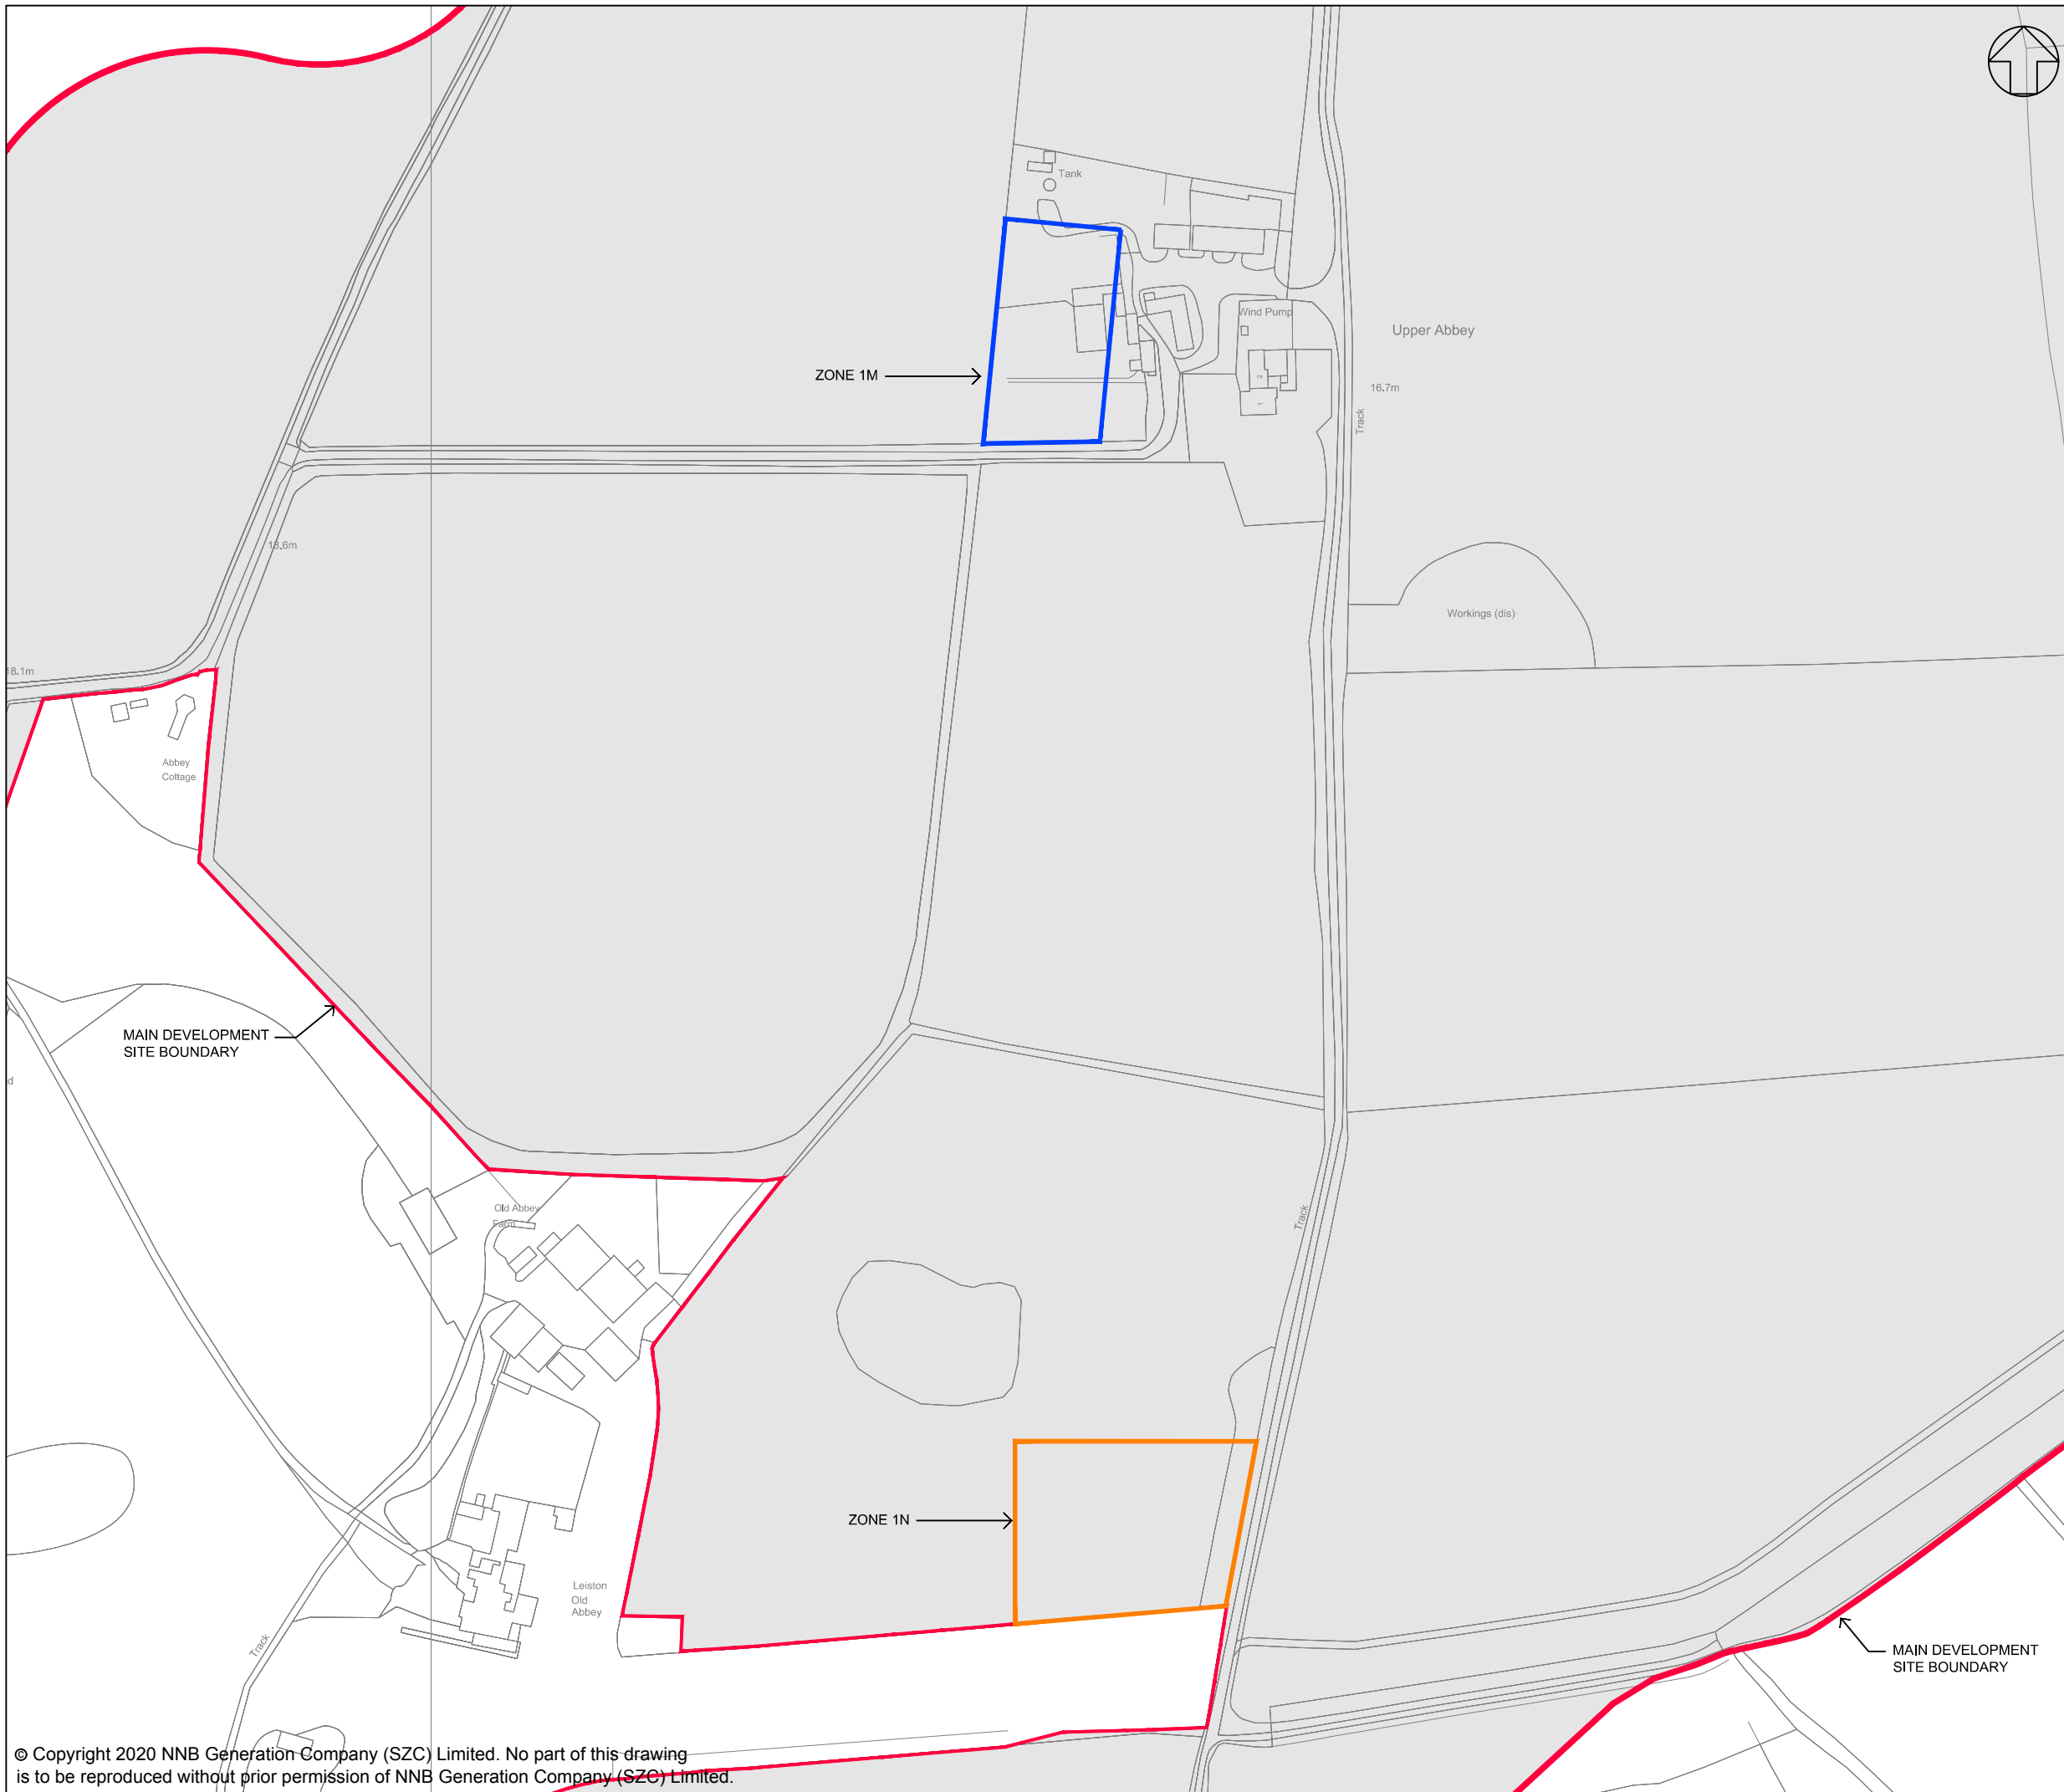 Tank
Wind Pump
Upper Abbey
ZONE 1M
16.7m
2
1
Track
18.6m
Workings (dis)
18.1m
Abbey
Cottage
MAIN DEVELOPMENT
SITE BOUNDARY
d
Old Abbey
Farm
Track
ZONE 1N
Leiston
Old
Abbey
Track
MAIN DEVELOPMENT
SITE BOUNDARY
© Copyright 2020 NNB Generation Company (SZC) Limited. No part of this drawing
is to be reproduced without prior permission of NNB Generation Company (SZC) Limited.